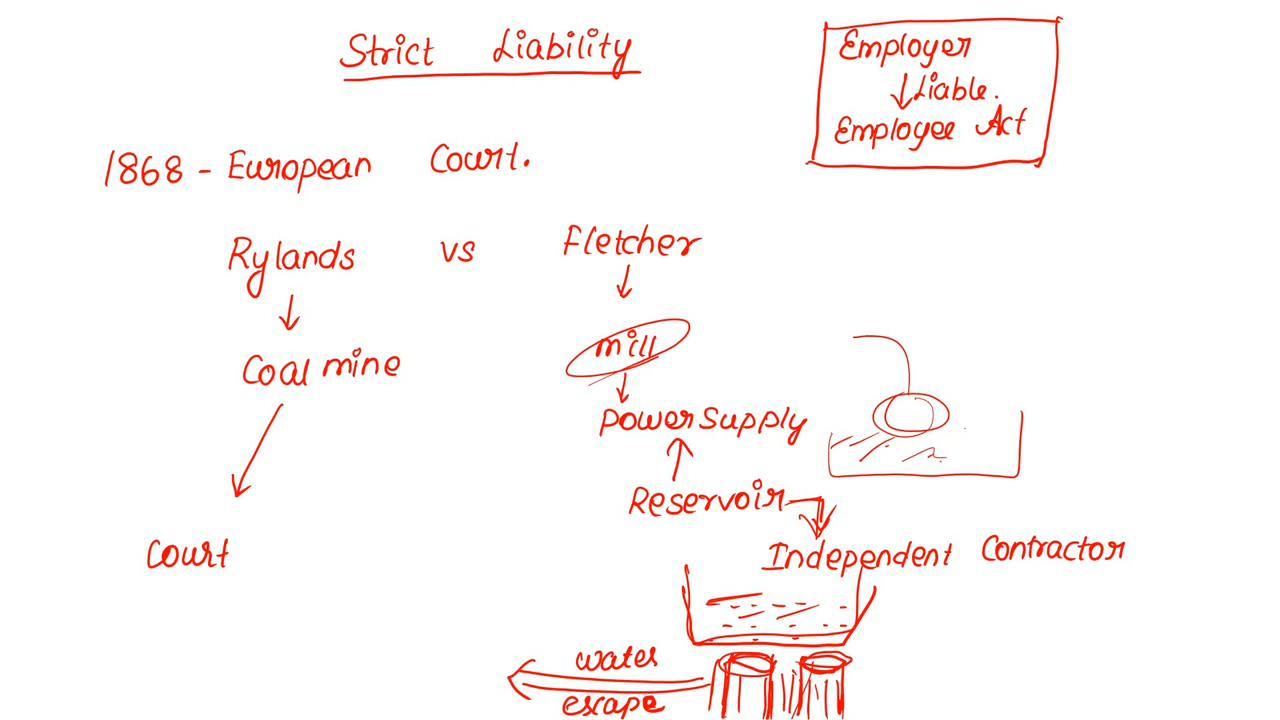 Strict Liability
Employer
Liable.
Employee Act
1868 - European Court.
Rylands vs Fletcher
Coal mine
mill
Power Supply
Reservoir
Court
Independent Contractor
water
escape